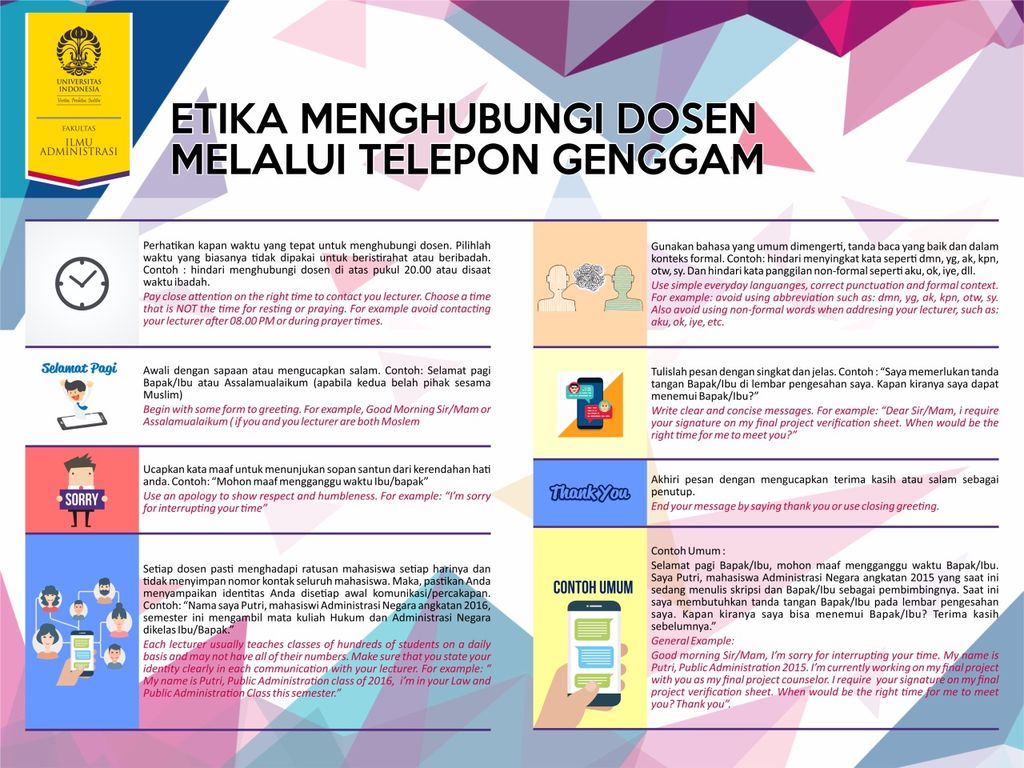 UNIVERSITAS
INDONESIA
Veritas, Probitas, Iustitia
FAKULTAS
ILMU
ADMINISTRASI
ETIKA MENGHUBUNGI DOSEN
MELALUI TELEPON GENGGAM
Perhatikan kapan waktu yang tepat untuk menghubungi dosen. Pilihlah
waktu yang biasanya tidak dipakai untuk beristirahat atau beribadah.
Contoh : hindari menghubungi dosen di atas pukul 20.00 atau disaat
waktu ibadah.
Pay close attention on the right time to contact you lecturer. Choose a time
that is NOT the time for resting or praying. For example avoid contacting
your lecturer after 08.00 PM or during prayer times.
Selamat Pagi
Awali dengan sapaan atau mengucapkan salam. Contoh: Selamat pagi
Bapak/Ibu atau Assalamualaikum (apabila kedua belah pihak sesama
Muslim)
Begin with some form to greeting. For example, Good Morning Sir/Mam or
Assalamualaikum ( if you and you lecturer are both Moslem
SORRY
Ucapkan kata maaf untuk menunjukan sopan santun dari kerendahan hati
anda. Contoh: “Mohon maaf mengganggu waktu Ibu/bapak”
Use an apology to show respect and humbleness. For example: “I’m sorry
for interrupting your time”
Setiap dosen pasti menghadapi ratusan mahasiswa setiap harinya dan
tidak menyimpan nomor kontak seluruh mahasiswa. Maka, pastikan Anda
menyampaikan identitas Anda disetiap awal komunikasi/percakapan.
Contoh: “Nama saya Putri, mahasiswi Administrasi Negara angkatan 2016,
semester ini mengambil mata kuliah Hukum dan Administrasi Negara
dikelas Ibu/Bapak.”
Each lecturer usually teaches classes of hundreds of students on a daily
basis and may not have all of their numbers. Make sure that you state your
identity clearly in each communication with your lecturer. For example: “
My name is Putri, Public Administration class of 2016, i’m in your Law and
Public Administration Class this semester.”
Gunakan bahasa yang umum dimengerti, tanda baca yang baik dan dalam
konteks formal. Contoh: hindari menyingkat kata seperti dmn, yg, ak, kpn,
otw, sy. Dan hindari kata panggilan non-formal seperti aku, ok, iye, dll.
Use simple everyday languanges, correct punctuation and formal context.
For example: avoid using abbreviation such as: dmn, yg, ak, kpn, otw, sy.
Also avoid using non-formal words when addresing your lecturer, such as:
aku, ok, iye, etc.
Tulislah pesan dengan singkat dan jelas. Contoh : “Saya memerlukan tanda
tangan Bapak/Ibu di lembar pengesahan saya. Kapan kiranya saya dapat
menemui Bapak/Ibu?”
Write clear and concise messages. For example: “Dear Sir/Mam, i require
your signature on my final project verification sheet. When would be the
right time for me to meet you?”
Thank You
Akhiri pesan dengan mengucapkan terima kasih atau salam sebagai
penutup.
End your message by saying thank you or use closing greeting.
CONTOH UMUM
Contoh Umum :
Selamat pagi Bapak/Ibu, mohon maaf mengganggu waktu Bapak/Ibu.
Saya Putri, mahasiswa Administrasi Negara angkatan 2015 yang saat ini
sedang menulis skripsi dan Bapak/Ibu sebagai pembimbingnya. Saat ini
saya membutuhkan tanda tangan Bapak/Ibu pada lembar pengesahan
saya. Kapan kiranya saya bisa menemui Bapak/Ibu? Terima kasih
sebelumnya.”
General Example:
Good morning Sir/Mam, I’m sorry for interrupting your time. My name is
Putri, Public Administration 2015. I’m currently working on my final project
with you as my final project counselor. I require your signature on my final
project verification sheet. When would be the right time for me to meet
you? Thank you”.